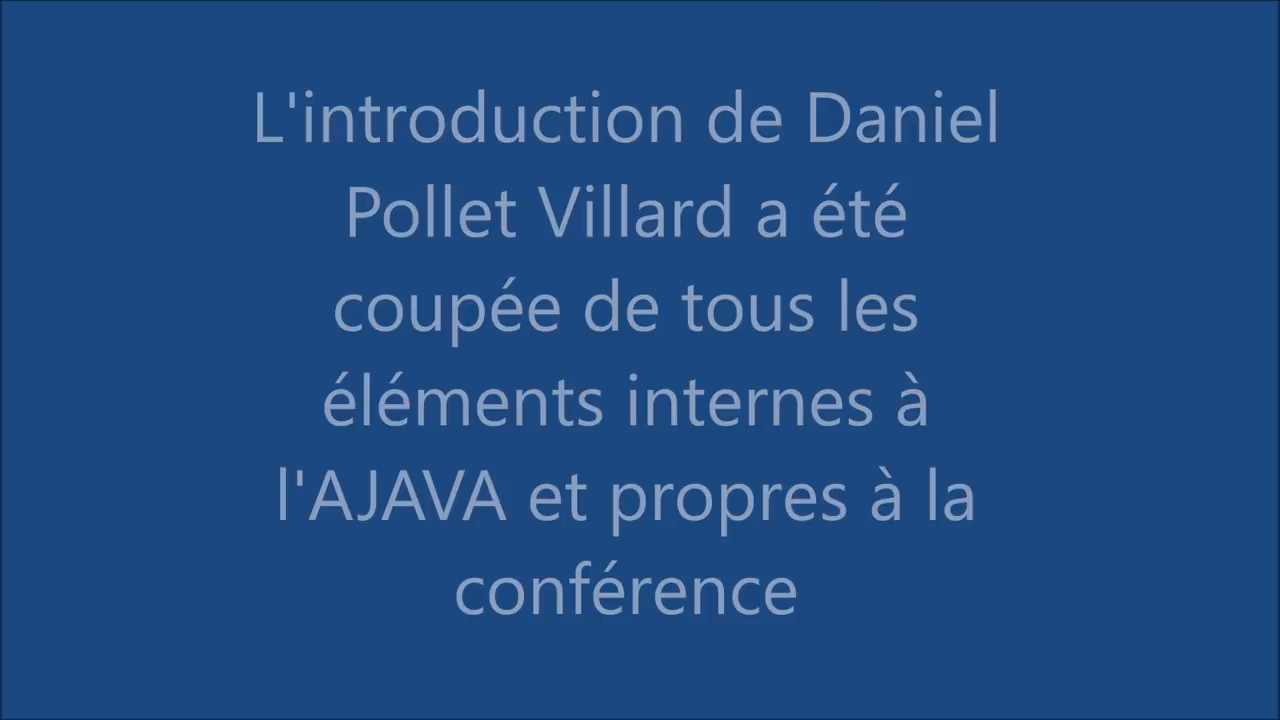 L'introduction de Daniel
Pollet Villard a été
coupée de tous les
éléments internes à
l'AJAVA et propres à la
conférence